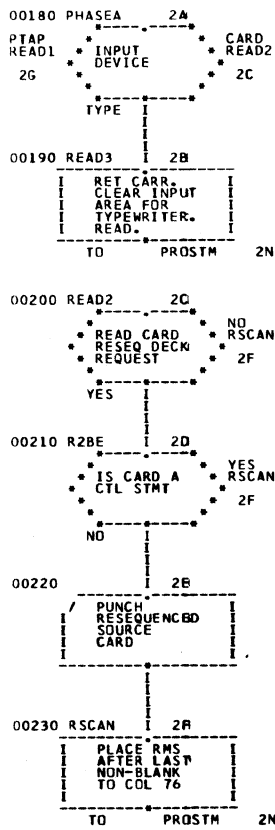 00180 PHASEA 2A
PTAP CARD
READ1 INPUT READ2
DEVICE
2G 2C
TYPE
00190 READ3 2B
RET CARR.
CLEAR INPUT
AREA FOR
TYPEWRITER.
READ.
TO PROSTM 2N
00200 READ2 2C
NO
READ CARD RSCAN
RESEQ DECK
REQUEST 2F
YES
00210 R2BE 2D
YES
IS CARD A RSCAN
CTL STMT
2F
NO
00220 2E
PUNCH
RESEQUENCED
SOURCE
CARD
00230 RSCAN 2F
PLACE RMS
AFTER LAST
NON-BLANK
TO COL 76
TO PROSTM 2N